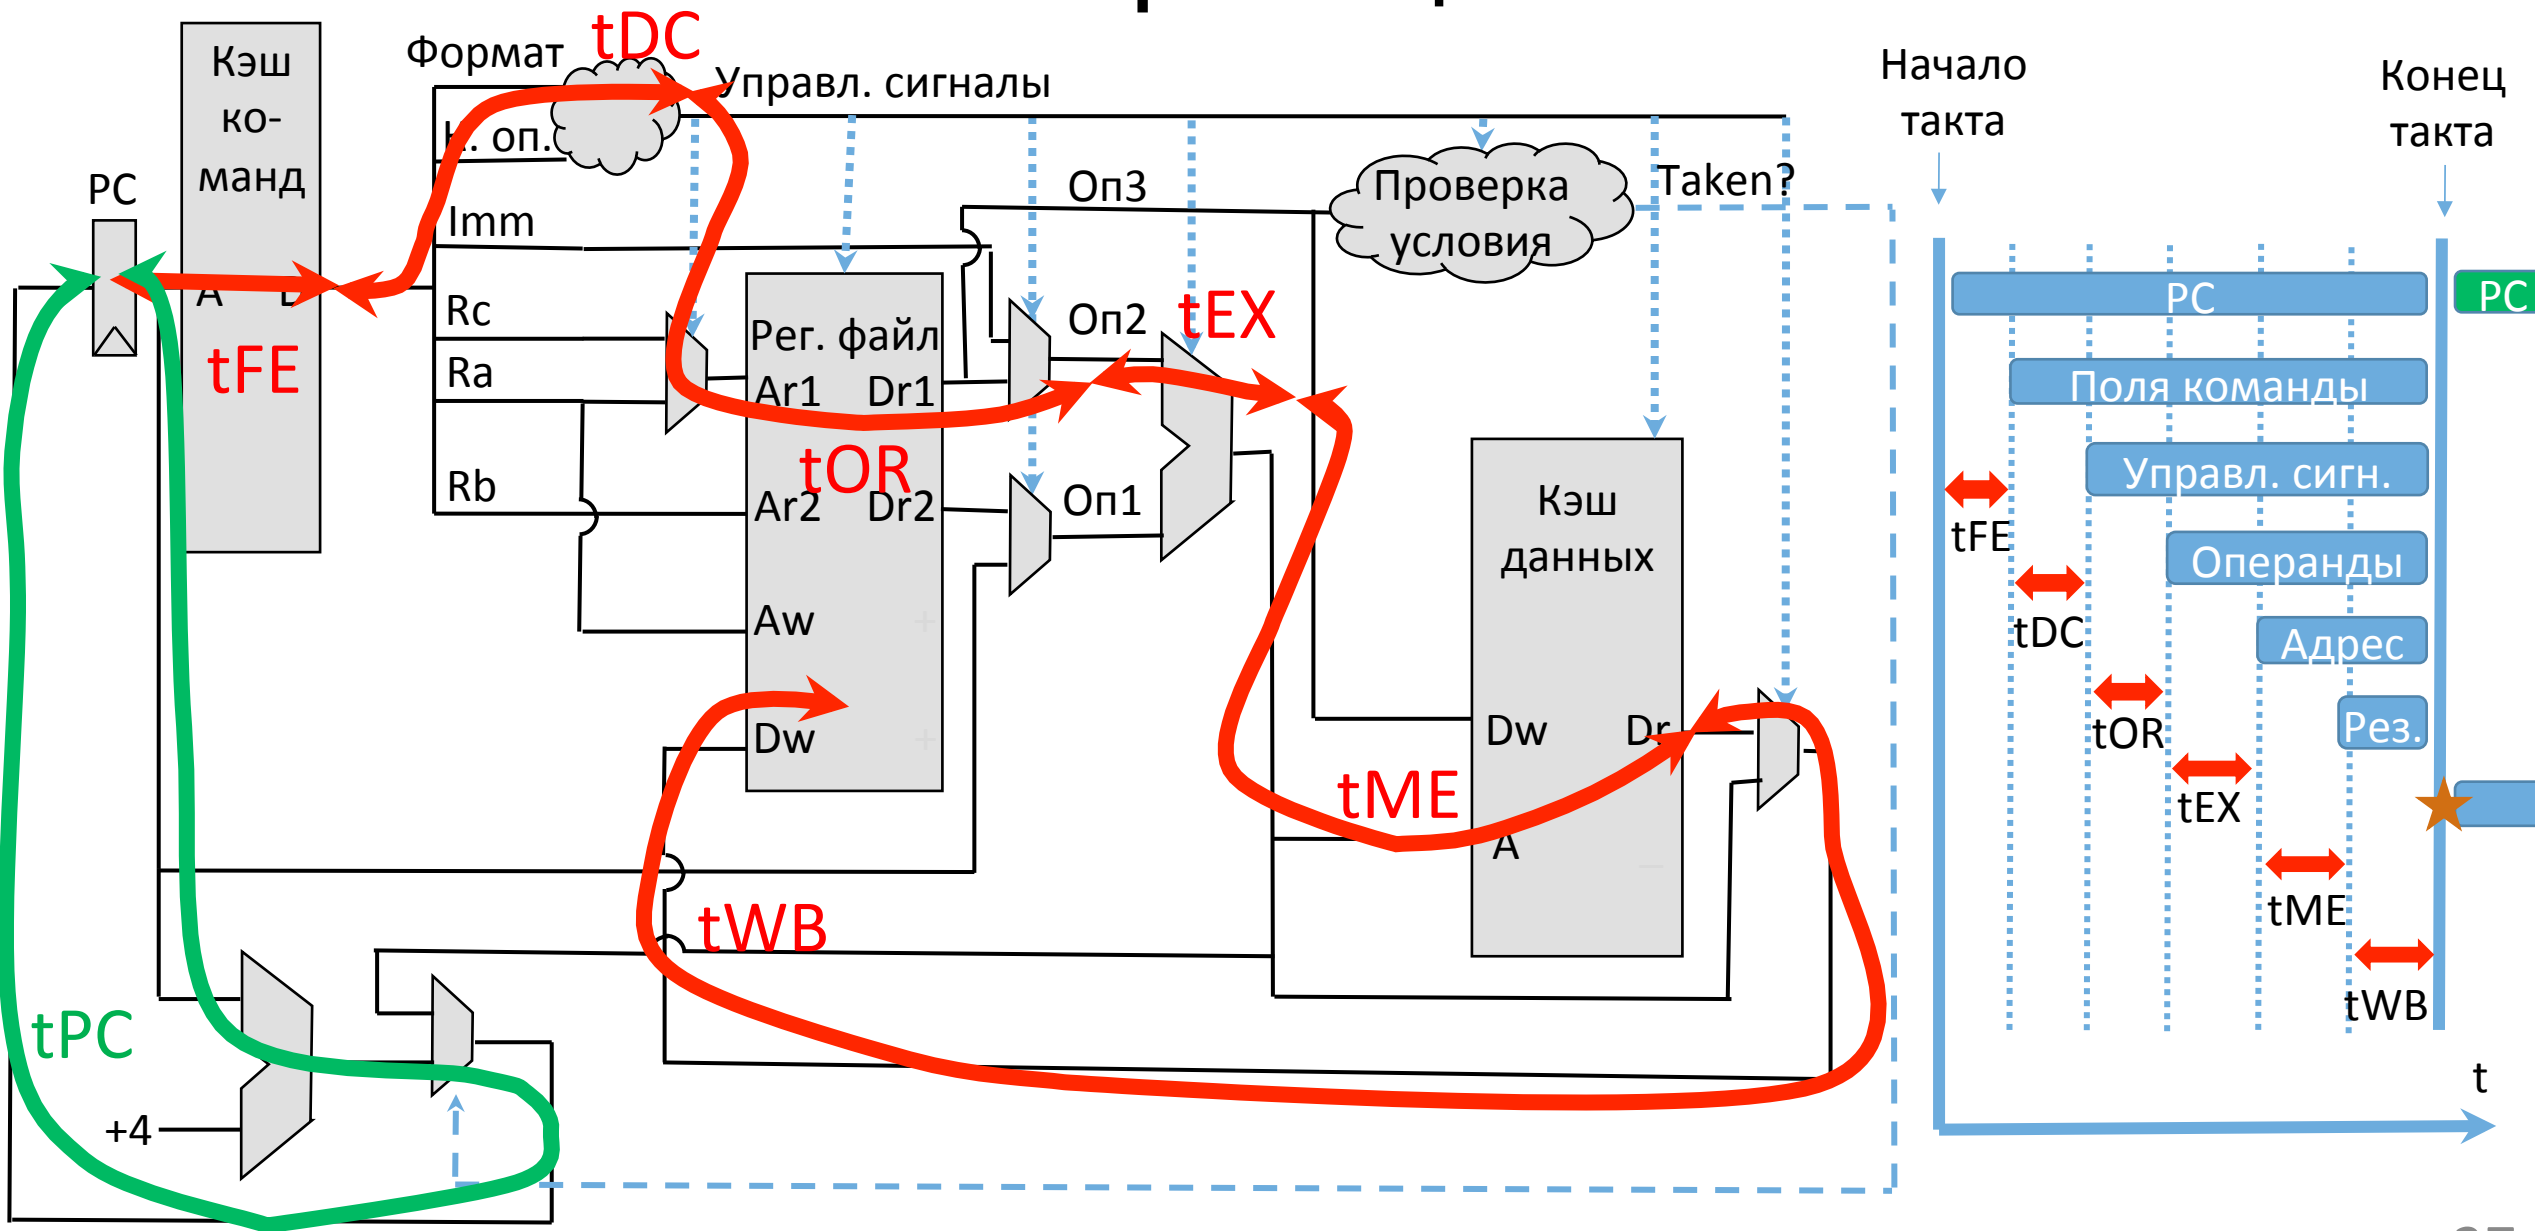 Формат
tDC
Управл. сигналы
Кэш
ко-
манд
К. оп.
PC
Imm
Оп3
Проверка
условия
Taken?
A
Rc
Ra
Rb
tFE
Рег. файл
Ar1
Dr1
tOR
Ar2
Dr2
Aw
Dw
Оп2
tEX
Оп1
Кэш
данных
Dw
Dr
A
tME
tWB
tPC
+4
Начало
такта
Конец
такта
PC
PC
Поля команды
Управл. сигн.
Операнды
Адрес
Рез.
tFE
tDC
tOR
tEX
tME
tWB
t